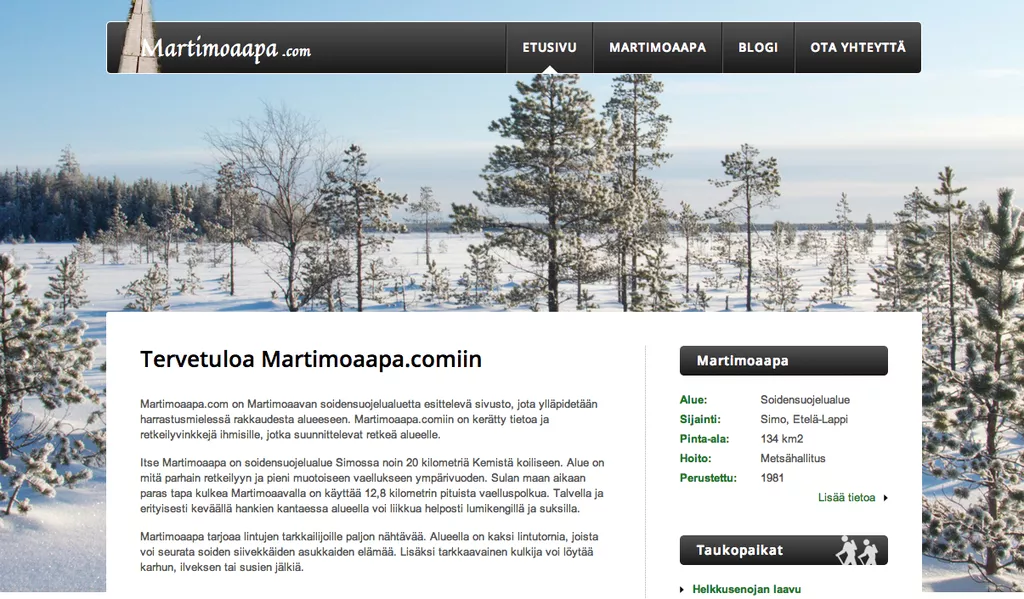 Martimoaapa .com
ETUSIVU
MARTIMOAAPA
BLOGI
OTA YHTEYTTÄ
Tervetuloa Martimoaapa.comiin
Martimoaapa.com on Martimoaavan soidensuojelualuetta esittelevä sivusto, jota ylläpidetään
harrastusmielessä rakkaudesta alueeseen. Martimoaapa.comiin on kerätty tietoa ja
retkeilyvinkkejä ihmisille, jotka suunnittelevat retkeä alueelle.
Itse Martimoaapa on soidensuojelualue Simossa noin 20 kilometriä Kemistä koiliseen. Alue on
mitä parhain retkeilyyn ja pieni muotoiseen vaellukseen ympärivuoden. Sulan maan aikaan
paras tapa kulkea Martimoaavalla on käyttää 12,8 kilometrin pituista vaelluspolkua. Talvella ja
erityisesti keväällä hankien kantaessa alueella voi liikkua helposti lumikengillä ja suksilla.
Martimoaapa tarjoaa lintujen tarkkailijoille paljon nähtävää. Alueella on kaksi lintutornia, joista
voi seurata soiden siivekkäiden asukkaiden elämää. Lisäksi tarkkaavainen kulkija voi löytää
karhun, ilveksen tai susien jälkiä.
Martimoaapa
Alue: Soidensuojelualue
Sijainti: Simo, Etelä-Lappi
Pinta-ala: 134 km2
Hoito: Metsähallitus
Perustettu: 1981
Lisää tietoa
Taukopaikat
Helkkusenojan laavu